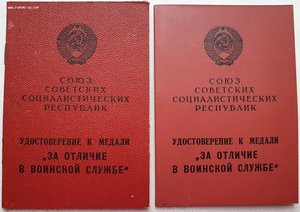 СОЮЗ
СОВЕТСКИХ
СОЦИАЛИСТИЧЕСКИХ
РЕСПУБЛИК
УДОСТОВЕРЕНИЕ К МЕДАЛИ
„ЗА ОТЛИЧИЕ
В ВОИНСКОЙ СЛУЖБЕ“
СОЮЗ
СОВЕТСКИХ
СОЦИАЛИСТИЧЕСКИХ
РЕСПУБЛИК
УДОСТОВЕРЕНИЕ К МЕДАЛИ
„ЗА ОТЛИЧИЕ
В ВОИНСКОЙ СЛУЖБЕ“